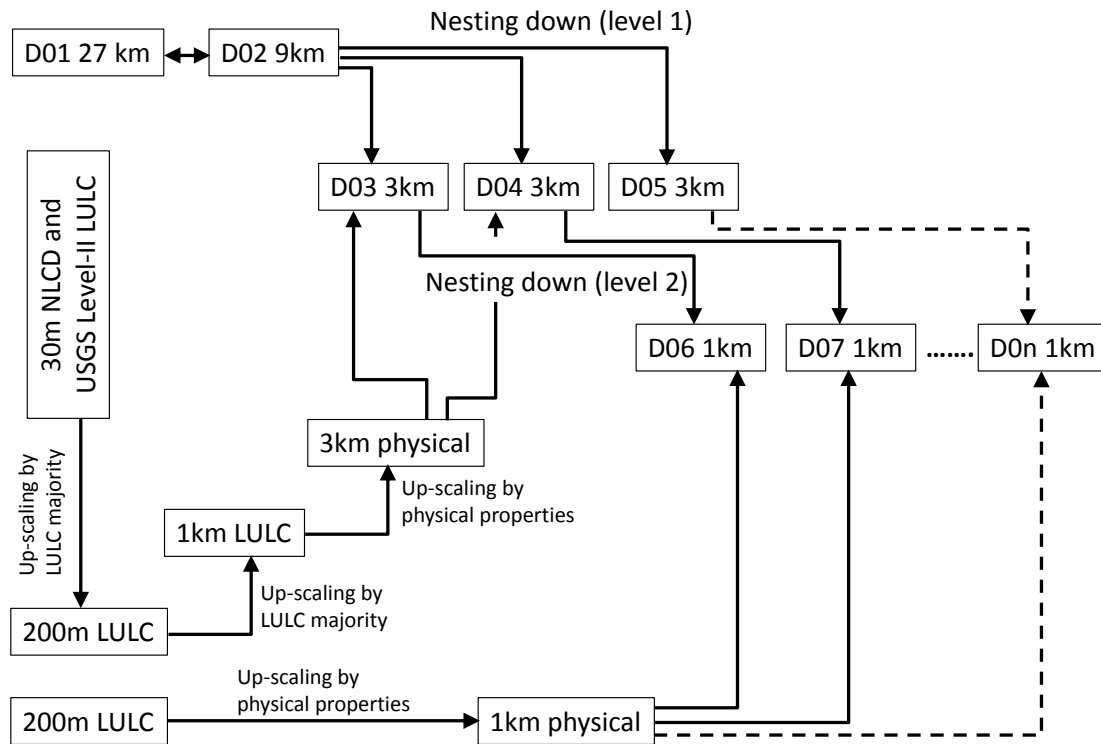 Nesting down (level 1)
D01 27 km
D02 9km
30m NLCD and
USGS Level-II LULC
D03 3km
D04 3km
D05 3km
Nesting down (level 2)
D06 1km
D07 1km
.......
D0n 1km
3km physical
Up-scaling by
LULC majority
Up-scaling by
physical properties
1km LULC
Up-scaling by
LULC majority
200m LULC
Up-scaling by
physical properties
200m LULC
1km physical